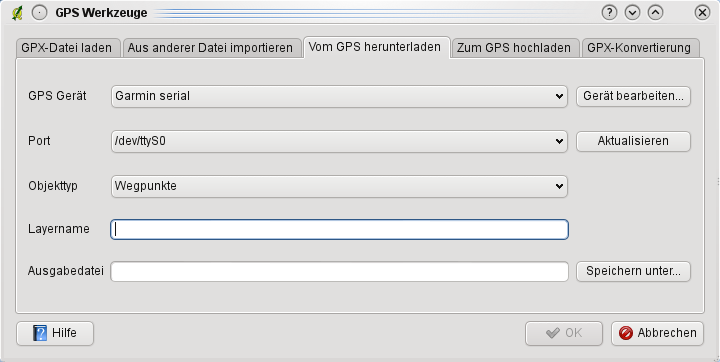 GPS Werkzeuge
GPX-Datei laden
Aus anderer Datei importieren
Vom GPS herunterladen
Zum GPS hochladen
GPX-Konvertierung
GPS Gerät
Garmin serial
Gerät bearbeiten...
Port
/dev/ttyS0
Aktualisieren
Objekttyp
Wegpunkte
Layername
Ausgabedatei
Speichern unter...
Hilfe
OK
Abbrechen